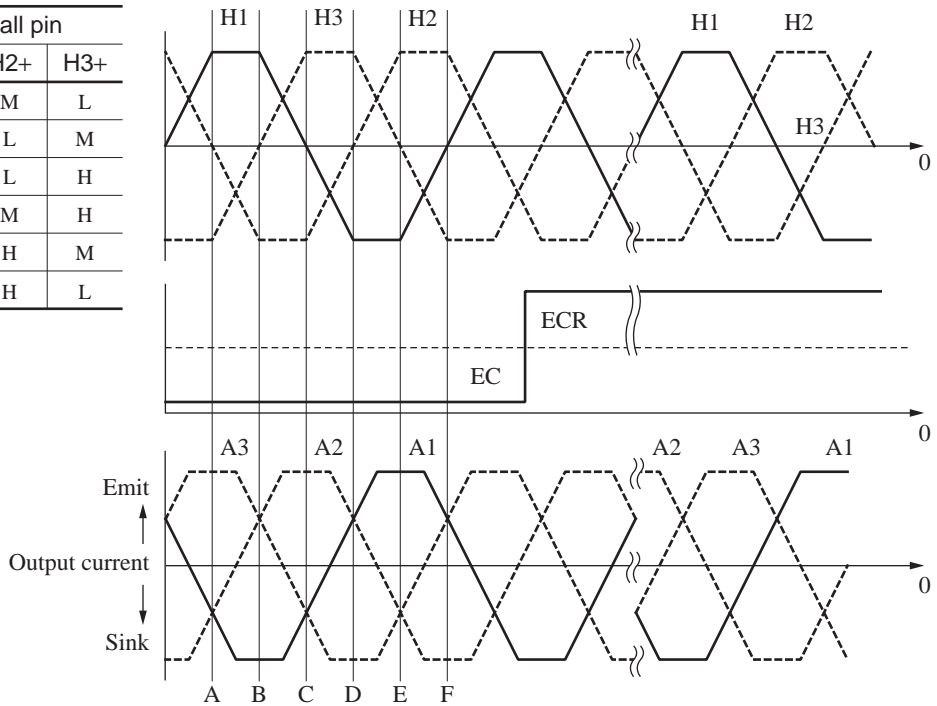 all pin
H2+ H3+
M L
L M
L H
M H
H M
H L
H1 H3 H2 H1 H2
H3
0
ECR
EC
0
A3 A2 A1 A2 A3 A1
Emit
Output current
0
Sink
A B C D E F